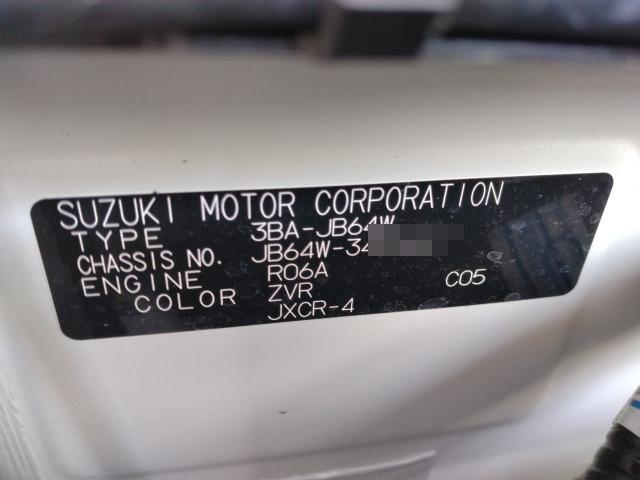 SUZUKI MOTOR CORPORATION
TYPE 3BA-JB64W
CHASSIS NO. JB64W-34
ENGINE R06A C05
COLOR ZVR
JXCR-4